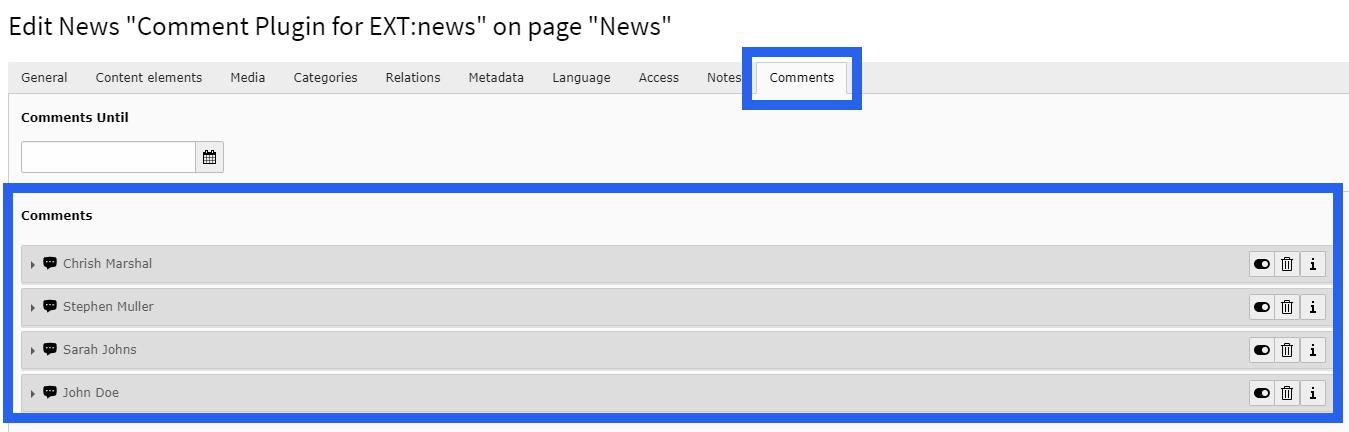 Edit News "Comment Plugin for EXT:news" on page "News"
General Content elements Media Categories Relations Metadata Language Access Notes Comments
Comments Until
Comments
Chrish Marshal
Stephen Muller
Sarah Johns
John Doe